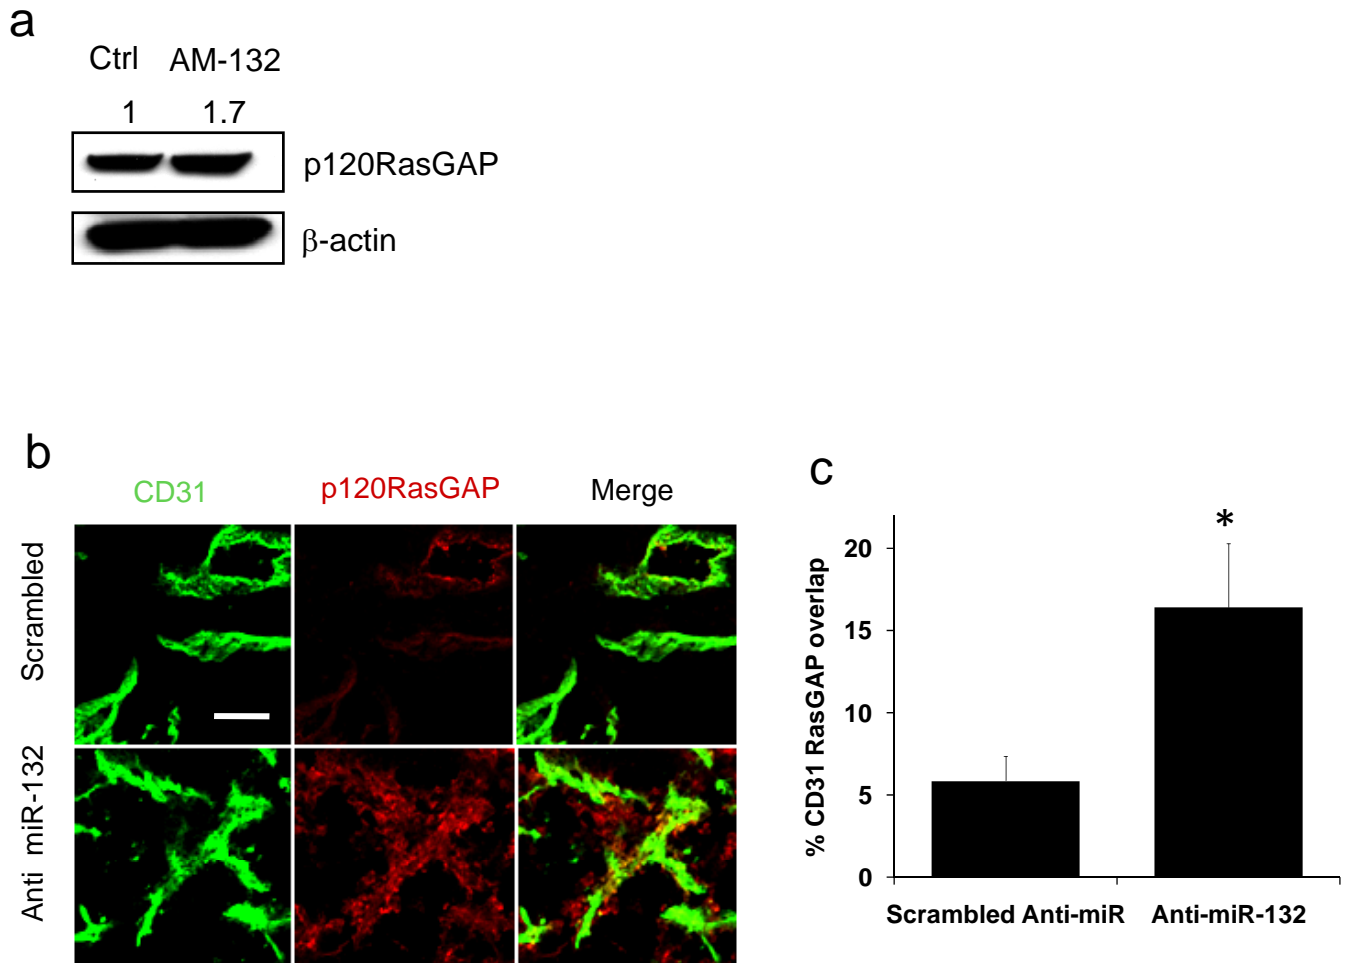 a
Ctrl AM-132
1 1.7
p120RasGAP
β-actin
b
CD31 p120RasGAP Merge
Scrambled
Anti miR-132
c
*
% CD31 RasGAP overlap
20
15
10
5
0
Scrambled Anti-miR Anti-miR-132